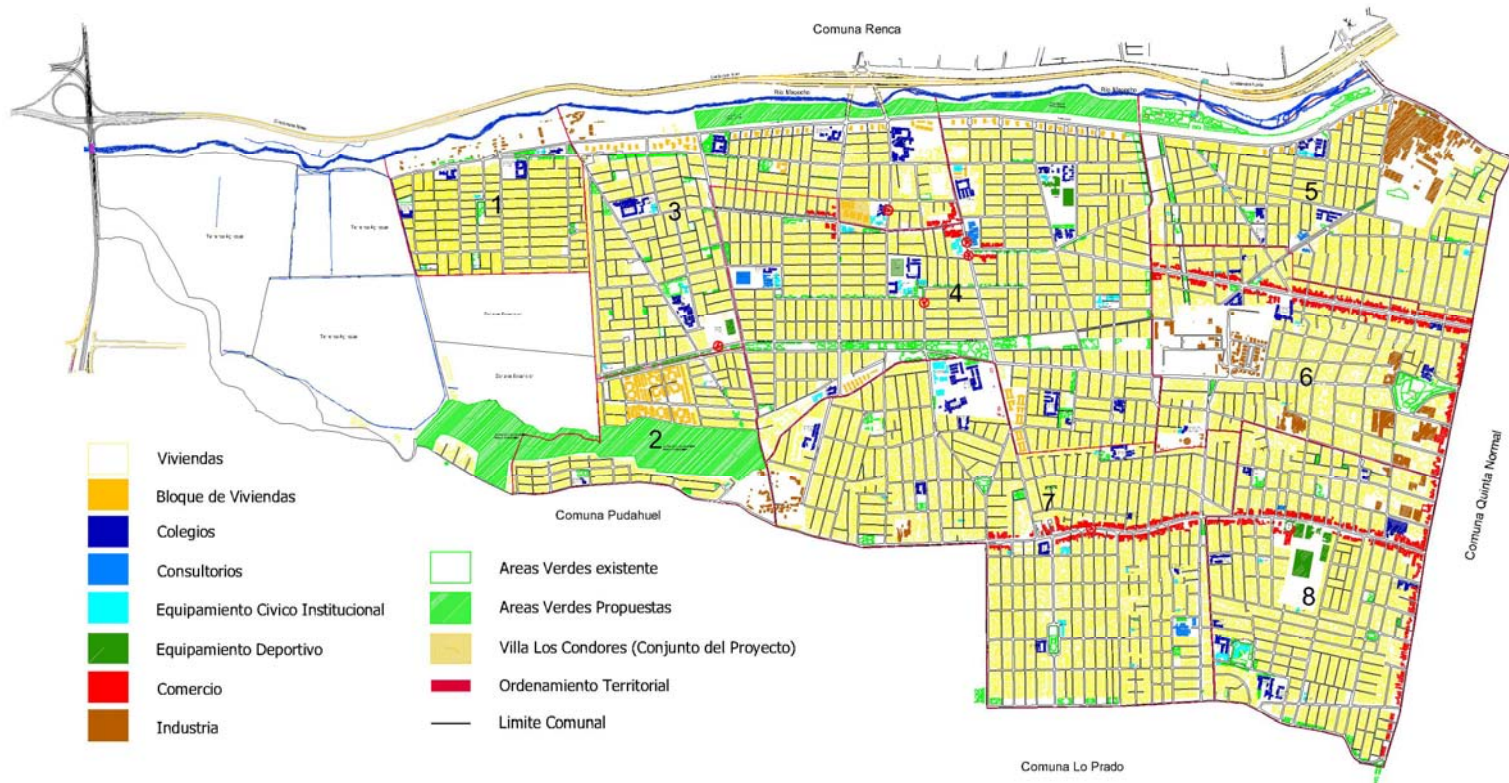 Comuna Renca
Río Mapocho
Río Mapocho
1
3
5
4
6
2
7
8
Comuna Quinta Normal
Comuna Pudahuel
Comuna Lo Prado
Viviendas
Bloque de Viviendas
Colegios
Consultorios
Equipamiento Civico Institucional
Equipamiento Deportivo
Comercio
Industria
Areas Verdes existente
Areas Verdes Propuestas
Villa Los Condores (Conjunto del Proyecto)
Ordenamiento Territorial
Limite Comunal